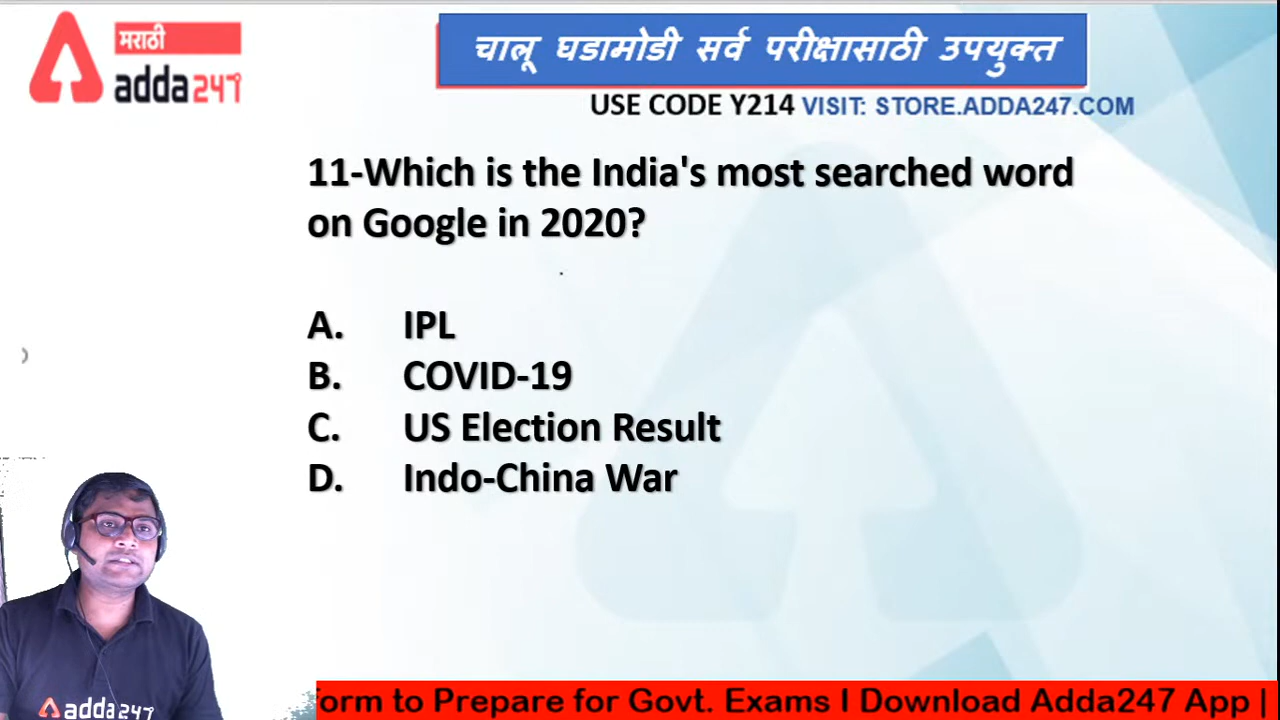 मराठी
adda247
चालू घडामोडी सर्व परीक्षासाठी उपयुक्त
USE CODE Y214 VISIT: STORE.ADDA247.COM
11-Which is the India's most searched word
on Google in 2020?
A. IPL
B. COVID-19
C. US Election Result
D. Indo-China War
adda247
form to Prepare for Govt. Exams I Download Adda247 App |